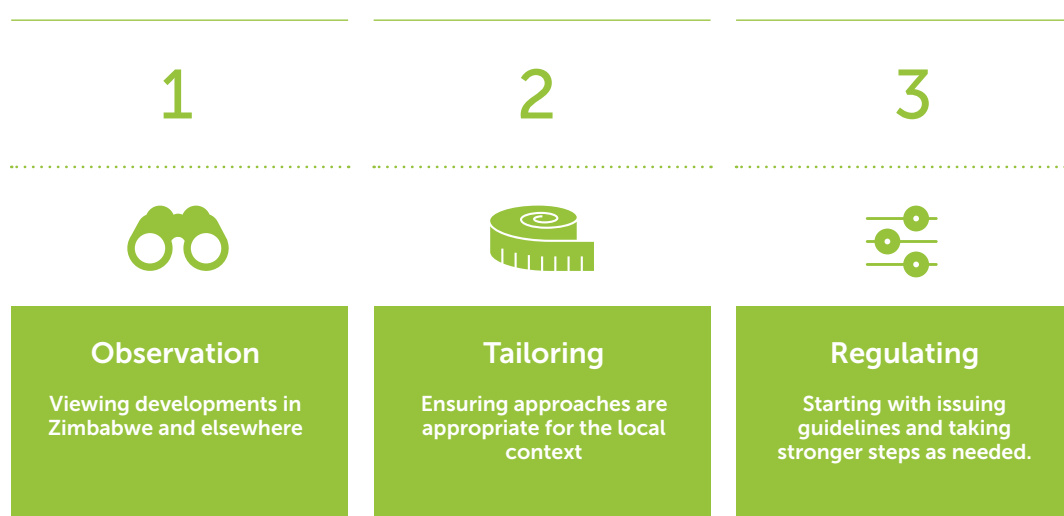 1
2
3
Observation
Viewing developments in
Zimbabwe and elsewhere
Tailoring
Ensuring approaches are
appropriate for the local
context
Regulating
Starting with issuing
guidelines and taking
stronger steps as needed.